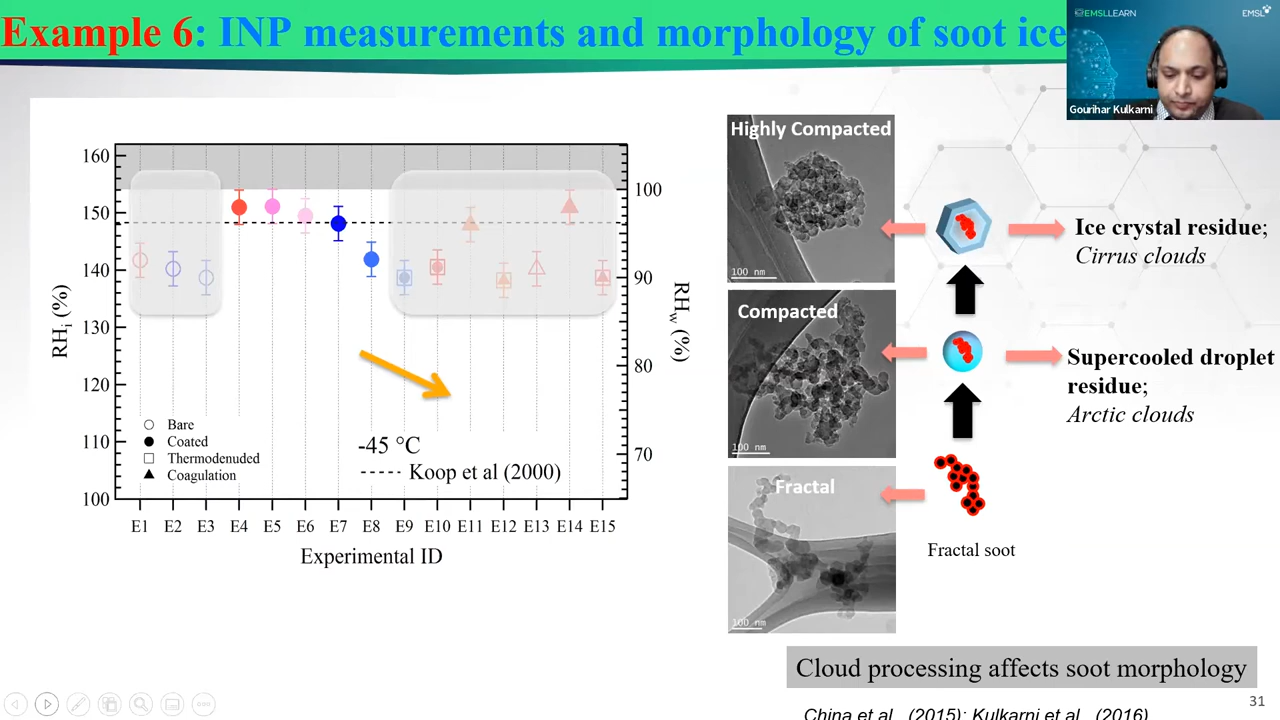 Example 6: INP measurements and morphology of soot ice
EMSLLEARN
EMSL
Gourihar Kulkarni
160
150
140
130
120
110
100
RHi (%)
100
90
80
70
RHw (%)
Bare
Coated
Thermodenuded
Coagulation
-45 °C
Koop et al (2000)
E1 E2 E3 E4 E5 E6 E7 E8 E9 E10 E11 E12 E13 E14 E15
Experimental ID
Highly Compacted
100 nm
Compacted
100 nm
Fractal
100 nm
Ice crystal residue;
Cirrus clouds
Supercooled droplet
residue;
Arctic clouds
Fractal soot
Cloud processing affects soot morphology
31
China et al., (2015); Kulkarni et al., (2016)